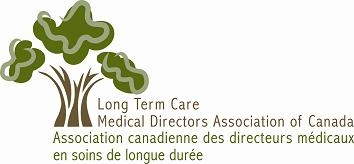 Long Term Care
Medical Directors Association of Canada
Association canadienne des directeurs médicaux
en soins de longue durée